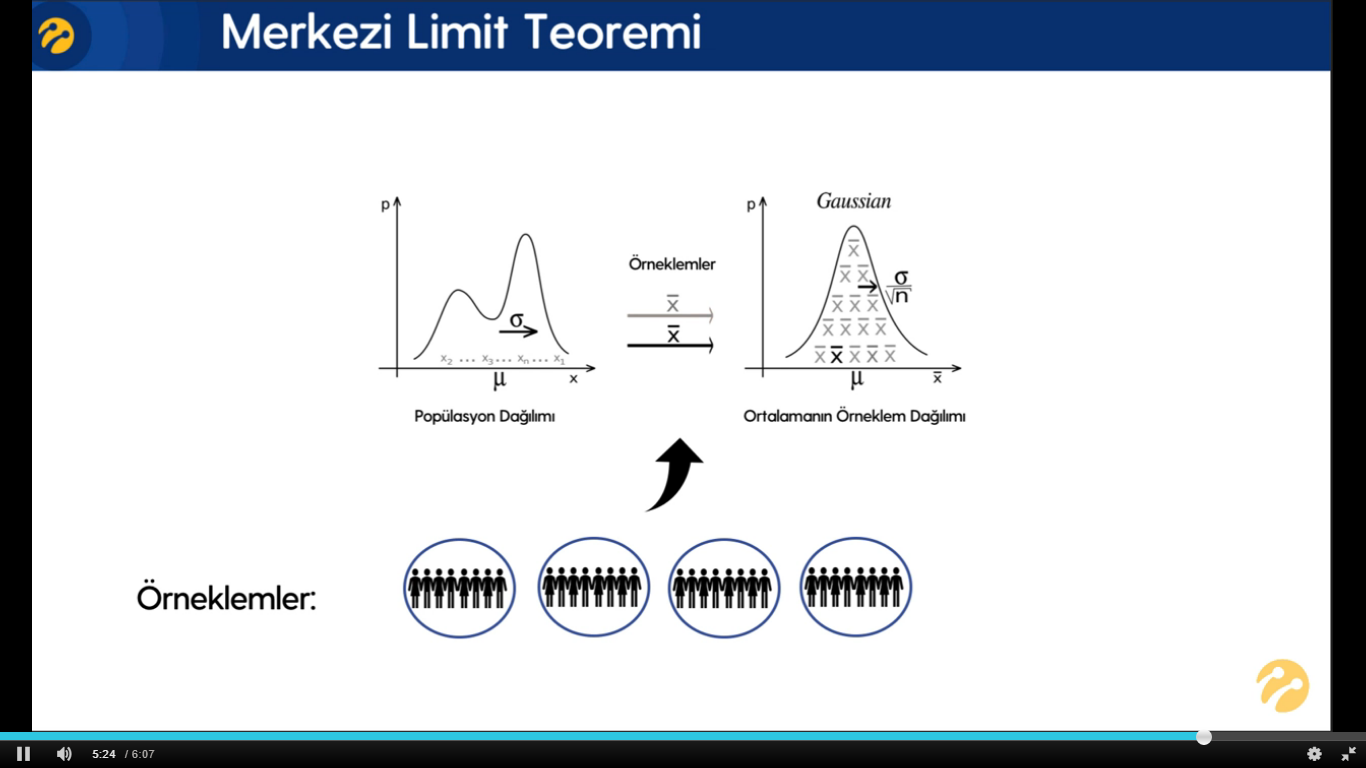 Merkezi Limit Teoremi
p
σ
x₂ ... x₃... xₙ... x₁
μ
x
Popülasyon Dağılımı
Örneklemler
x̄
x̄
p
Gaussian
x̄
x̄ x̄
σ/√n
x̄ x̄ x̄
x̄ x̄ x̄ x̄
x̄ x̄ x̄ x̄ x̄
μ
x̄
Ortalamanın Örneklem Dağılımı
Örneklemler:
5:24 / 6:07